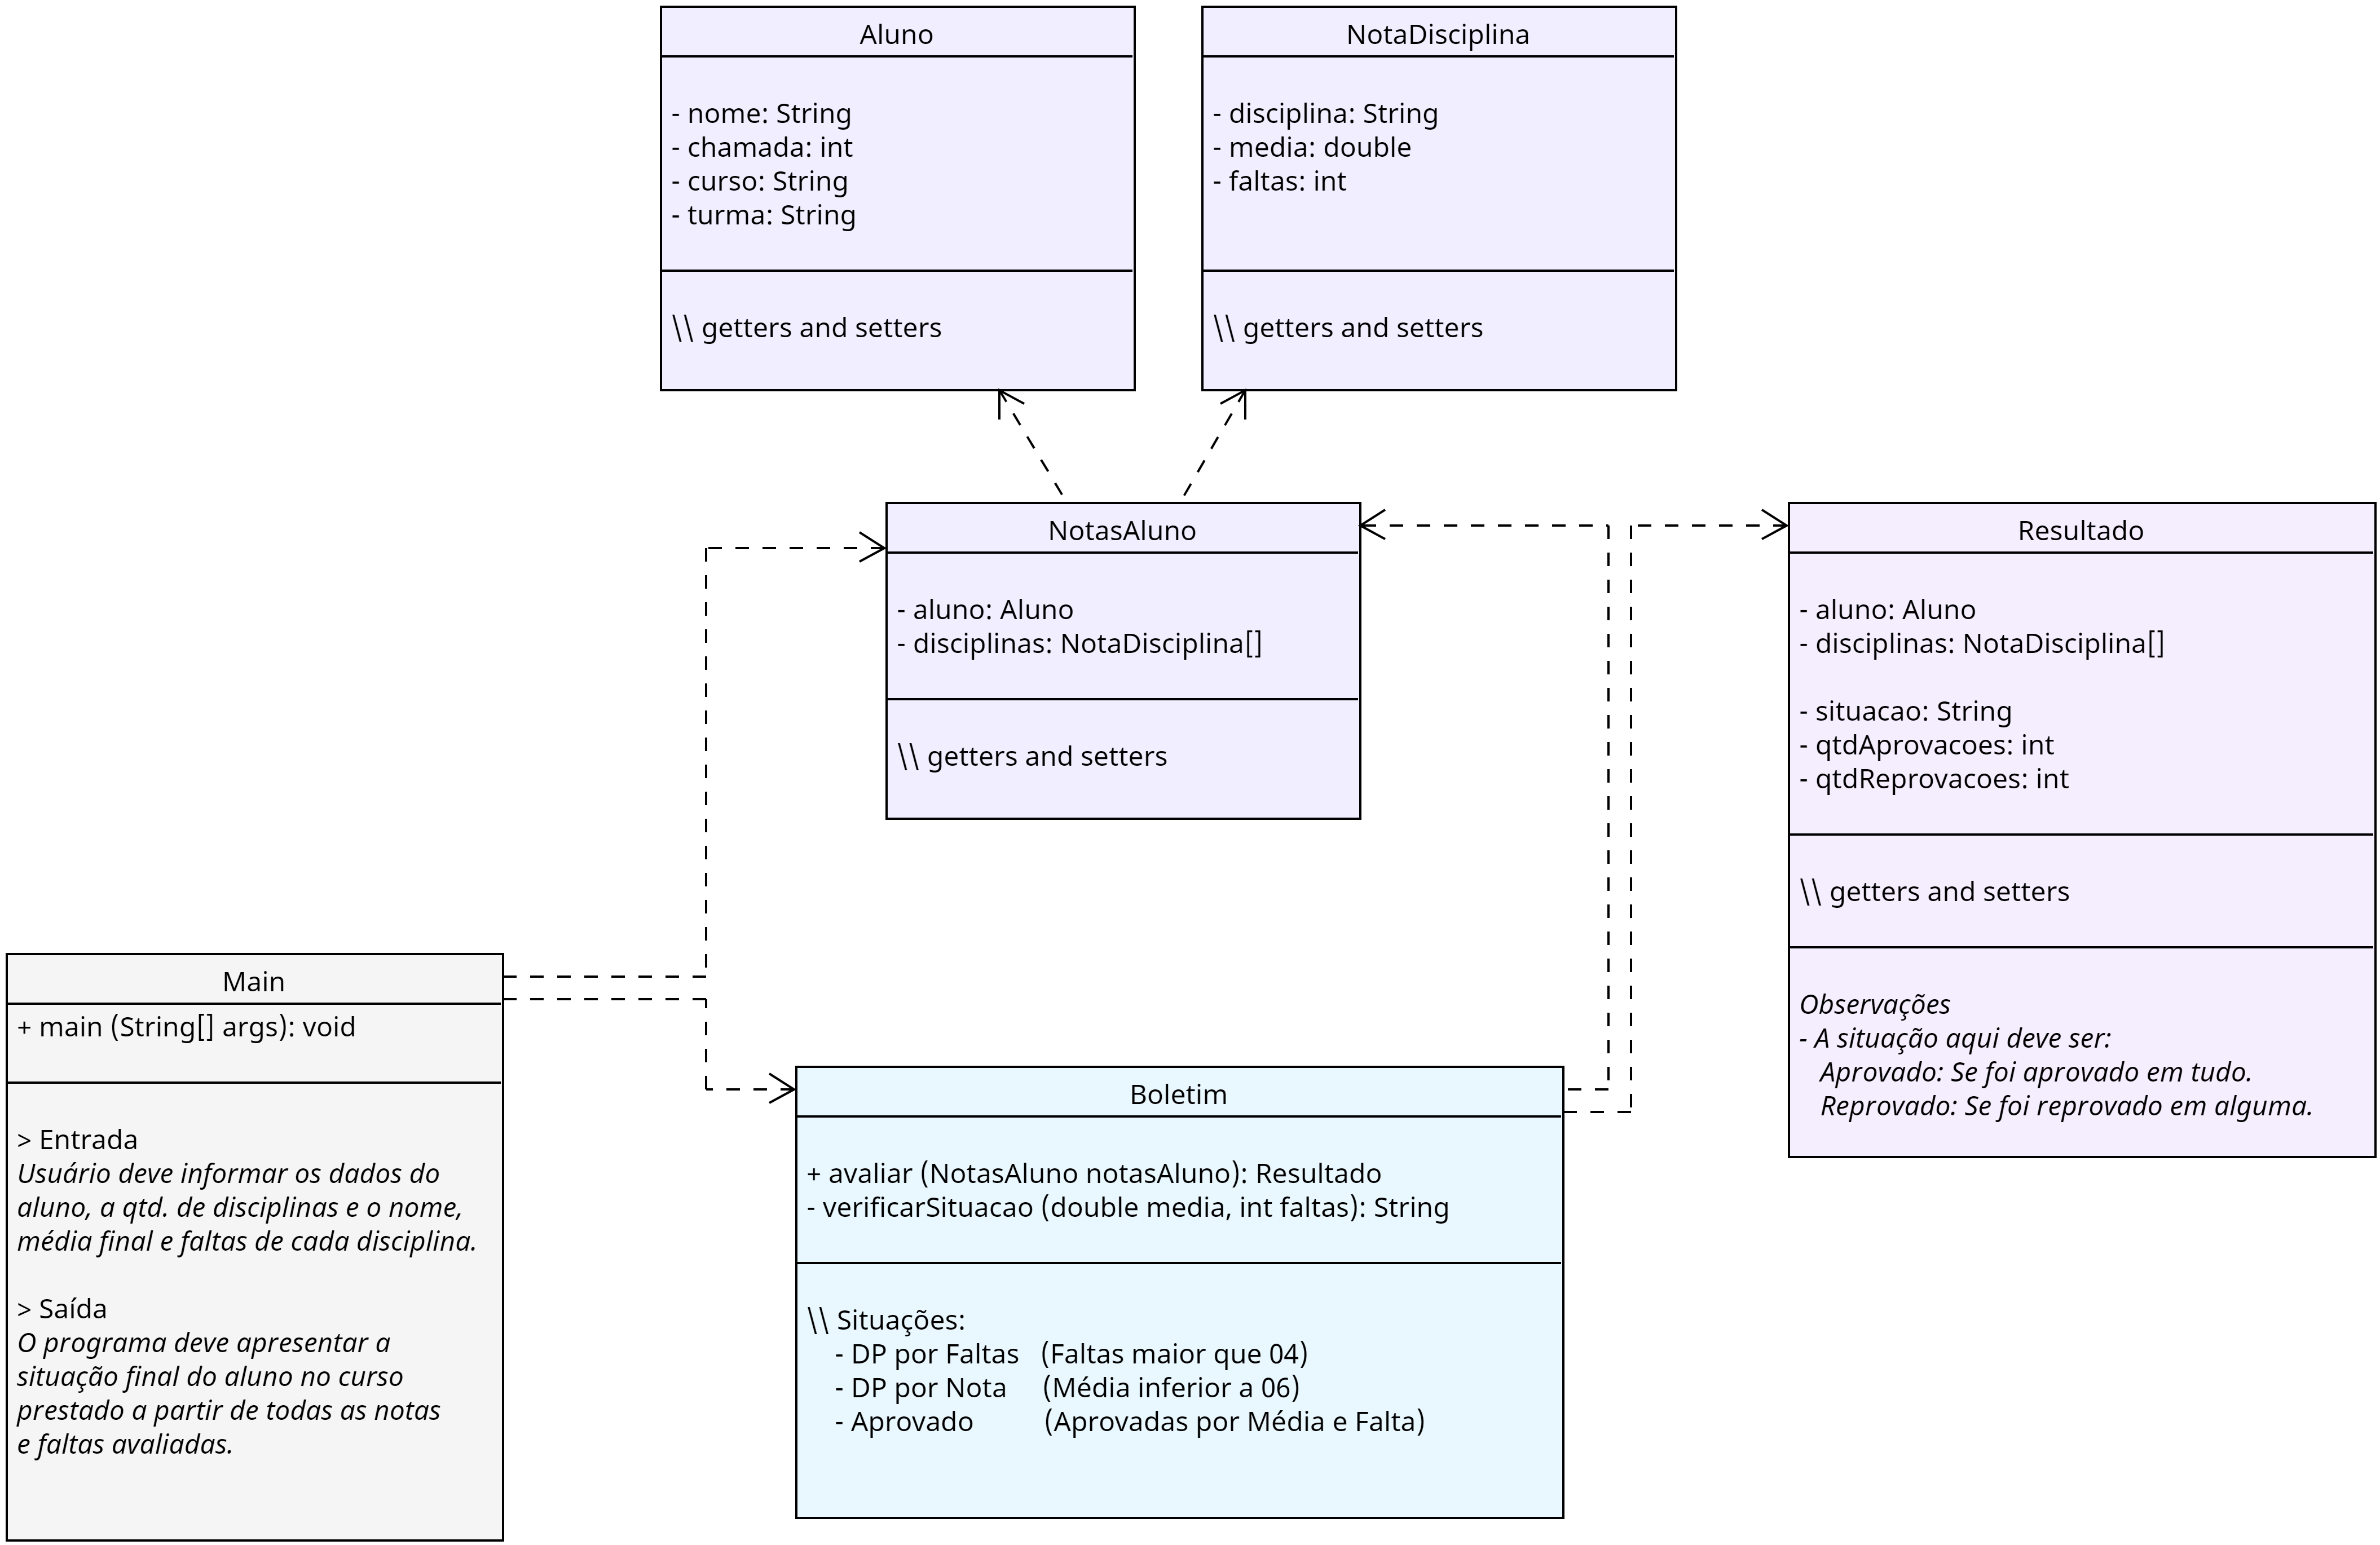 Aluno
- nome: String
- chamada: int
- curso: String
- turma: String
\\ getters and setters
NotaDisciplina
- disciplina: String
- media: double
- faltas: int
\\ getters and setters
NotasAluno
- aluno: Aluno
- disciplinas: NotaDisciplina[]
\\ getters and setters
Resultado
- aluno: Aluno
- disciplinas: NotaDisciplina[]
- situacao: String
- qtdAprovacoes: int
- qtdReprovacoes: int
\\ getters and setters
Observações
- A situação aqui deve ser:
Aprovado: Se foi aprovado em tudo.
Reprovado: Se foi reprovado em alguma.
Main
+ main (String[] args): void
> Entrada
Usuário deve informar os dados do
aluno, a qtd. de disciplinas e o nome,
média final e faltas de cada disciplina.
> Saída
O programa deve apresentar a
situação final do aluno no curso
prestado a partir de todas as notas
e faltas avaliadas.
Boletim
+ avaliar (NotasAluno notasAluno): Resultado
- verificarSituacao (double media, int faltas): String
\\ Situações:
- DP por Faltas (Faltas maior que 04)
- DP por Nota (Média inferior a 06)
- Aprovado (Aprovadas por Média e Falta)